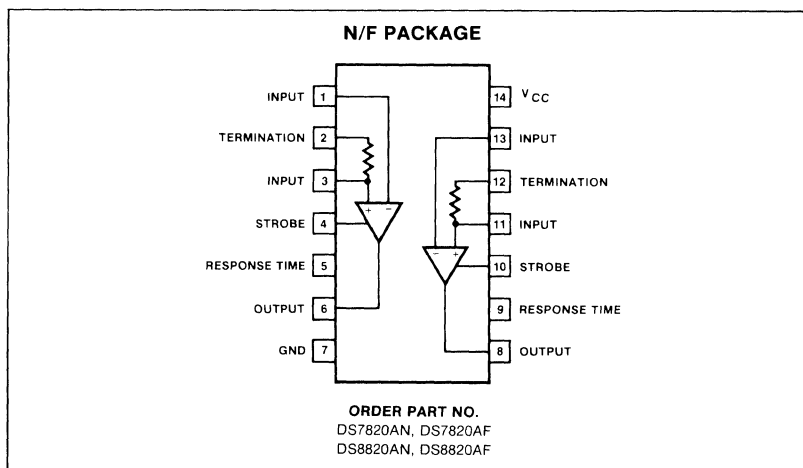 N/F PACKAGE
INPUT 1
TERMINATION 2
INPUT 3
STROBE 4
RESPONSE TIME 5
OUTPUT 6
GND 7
14 VCC
13 INPUT
12 TERMINATION
11 INPUT
10 STROBE
9 RESPONSE TIME
8 OUTPUT
+ −
− +
ORDER PART NO.
DS7820AN, DS7820AF
DS8820AN, DS8820AF